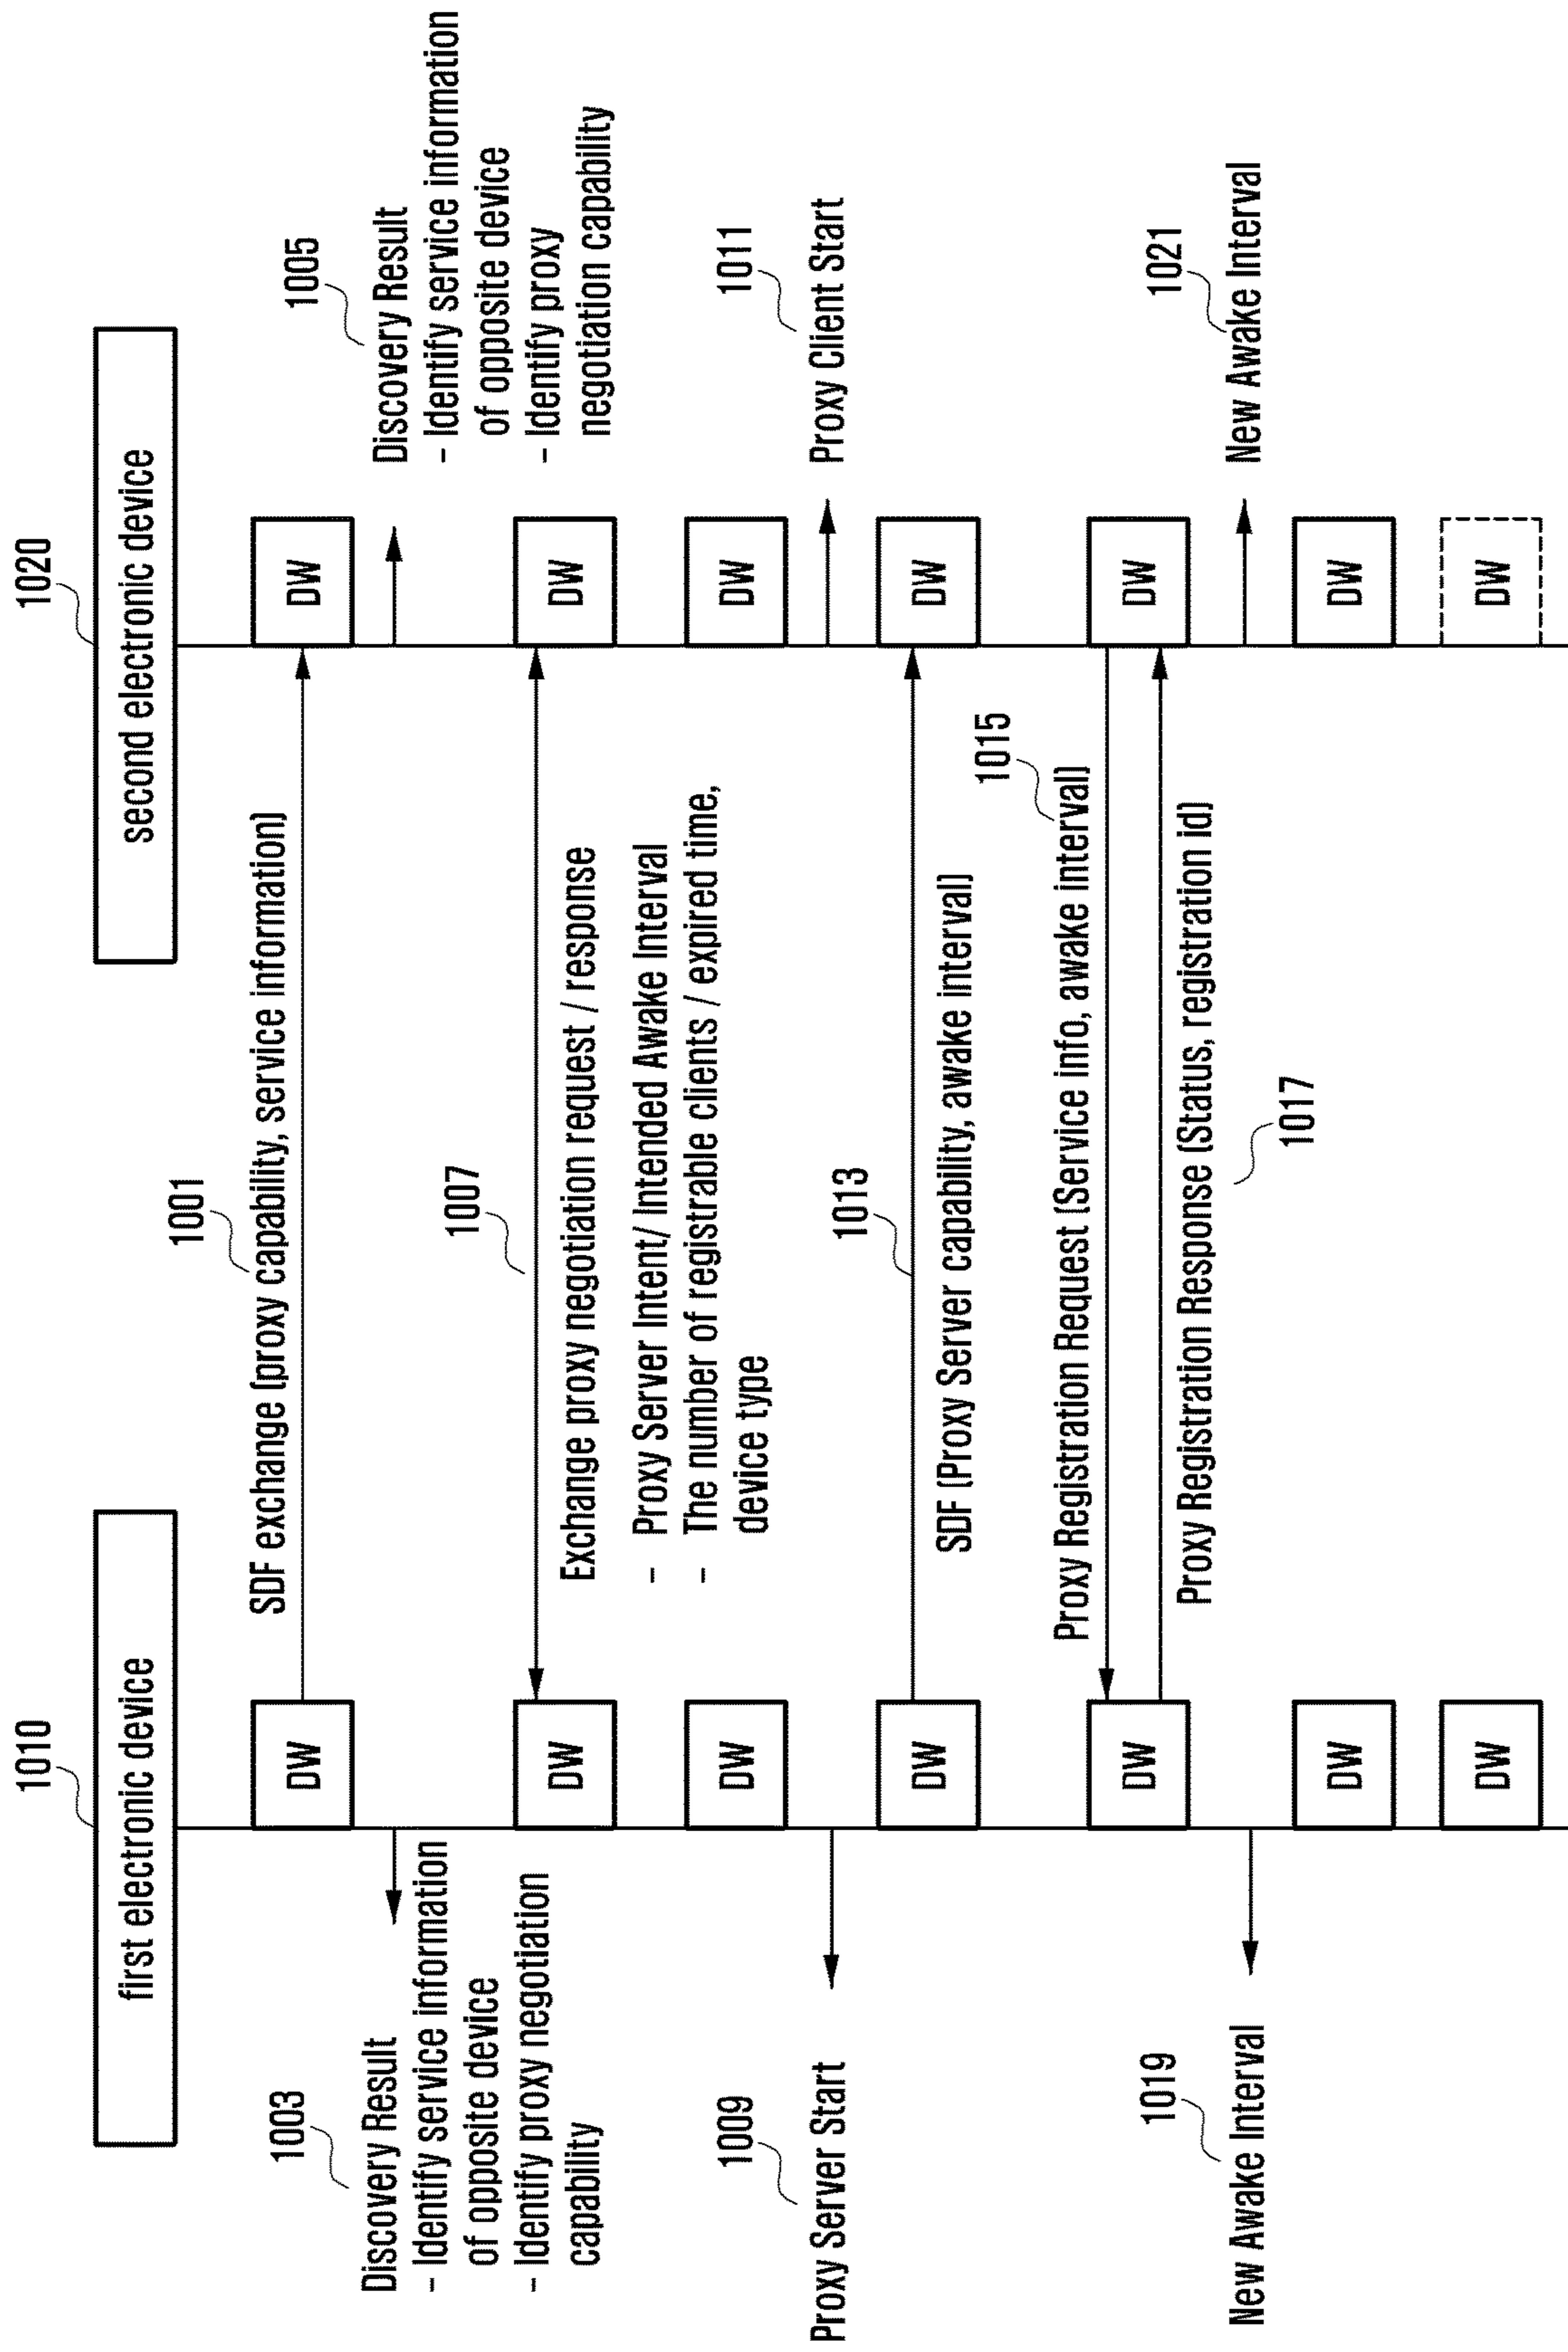 1010
1020
first electronic device
second electronic device
1001
SDF exchange (proxy capability, service information)
DW
DW
1003
Discovery Result
- Identify service information
of opposite device
- Identify proxy negotiation
capability
1005
Discovery Result
- Identify service information
of opposite device
- Identify proxy
negotiation capability
1007
DW
DW
Exchange proxy negotiation request / response
- Proxy Server Intent/ Intended Awake Interval
- The number of registrable clients / expired time,
device type
DW
DW
1009
Proxy Server Start
1011
Proxy Client Start
1013
DW
DW
SDF (Proxy Server capability, awake interval)
1015
Proxy Registration Request (Service info, awake interval)
DW
DW
Proxy Registration Response (Status, registration id)
1017
1019
New Awake Interval
1021
New Awake Interval
DW
DW
DW
DW